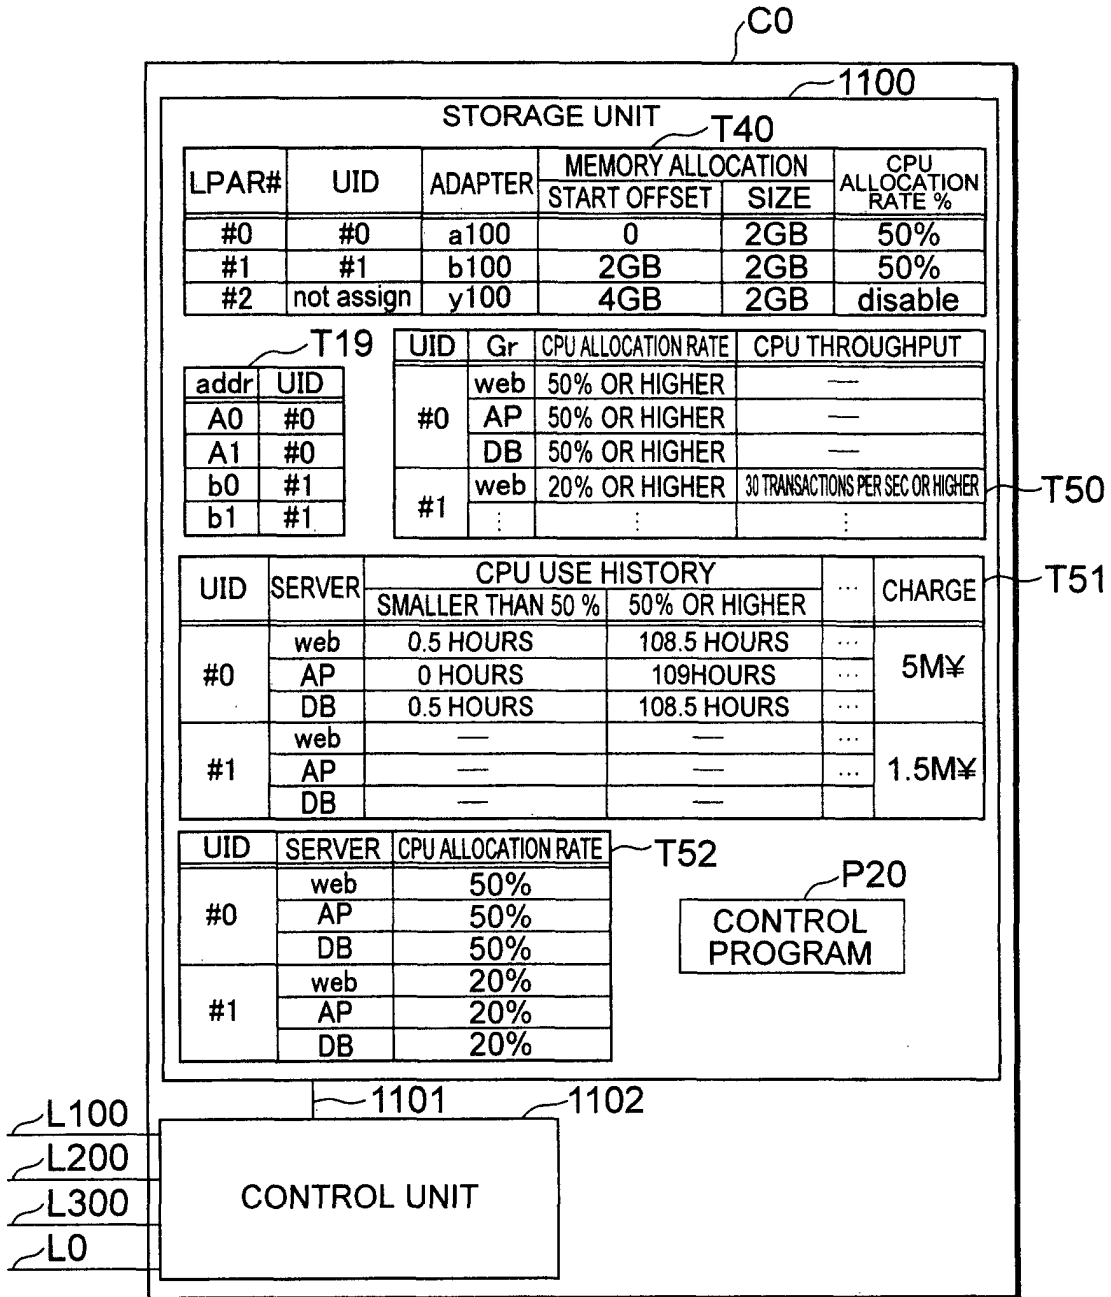 C0
1100
STORAGE UNIT
T40
LPAR# UID ADAPTER MEMORY ALLOCATION CPU ALLOCATION RATE %
START OFFSET SIZE
#0 #0 a100 0 2GB 50%
#1 #1 b100 2GB 2GB 50%
#2 not assign y100 4GB 2GB disable
T19
addr UID
A0 #0
A1 #0
b0 #1
b1 #1
UID Gr CPU ALLOCATION RATE CPU THROUGHPUT
#0 web 50% OR HIGHER —
AP 50% OR HIGHER —
DB 50% OR HIGHER —
#1 web 20% OR HIGHER 30 TRANSACTIONS PER SEC OR HIGHER
⋮ ⋮ ⋮
T50
UID SERVER CPU USE HISTORY ... CHARGE
SMALLER THAN 50 % 50% OR HIGHER
T51
#0 web 0.5 HOURS 108.5 HOURS ... 5M¥
AP 0 HOURS 109HOURS ...
DB 0.5 HOURS 108.5 HOURS ...
#1 web — — ... 1.5M¥
AP — — ...
DB — —
UID SERVER CPU ALLOCATION RATE
T52
#0 web 50%
AP 50%
DB 50%
#1 web 20%
AP 20%
DB 20%
P20
CONTROL
PROGRAM
1101
1102
L100
L200
L300
L0
CONTROL UNIT